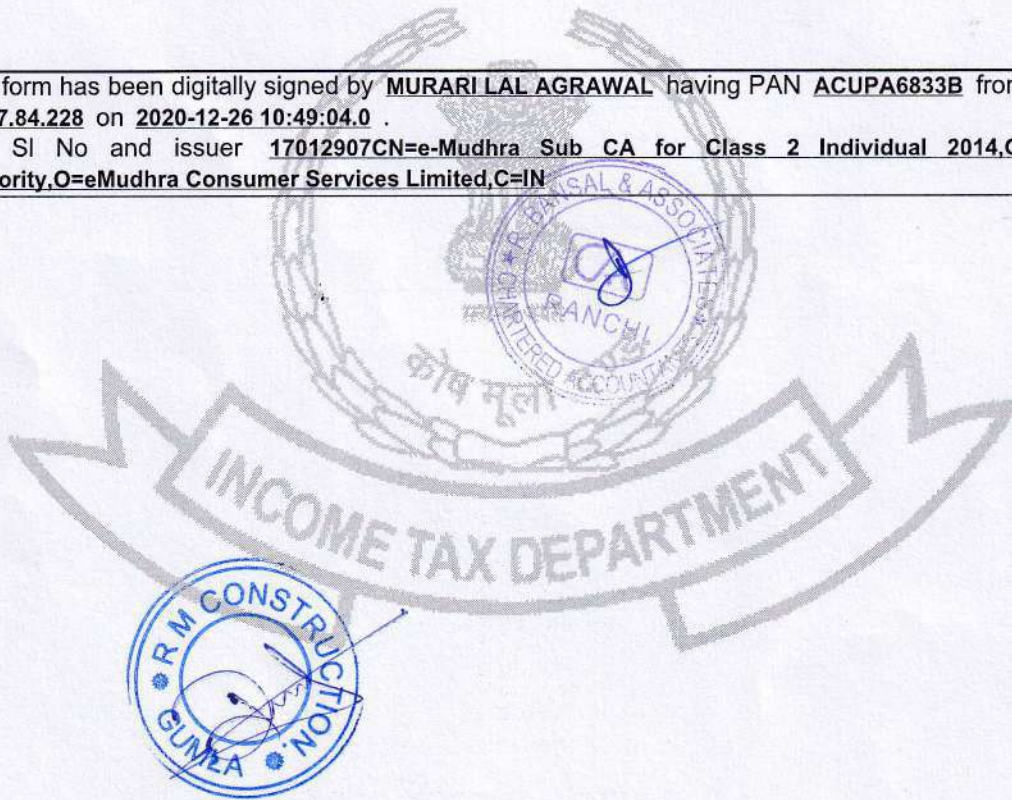 form has been digitally signed by MURARI LAL AGRAWAL having PAN ACUPA6833B from
7.84.228 on 2020-12-26 10:49:04.0 .
SI No and issuer 17012907CN=e-Mudhra Sub CA for Class 2 Individual 2014,
ority,O=eMudhra Consumer Services Limited,C=IN
R. BANSAL & ASSOCIATES
CA
RANCHI
CHARTERED ACCOUNTANTS
कोष मूलो
INCOME TAX DEPARTMENT
R M CONSTRUCTION.
GUMLA